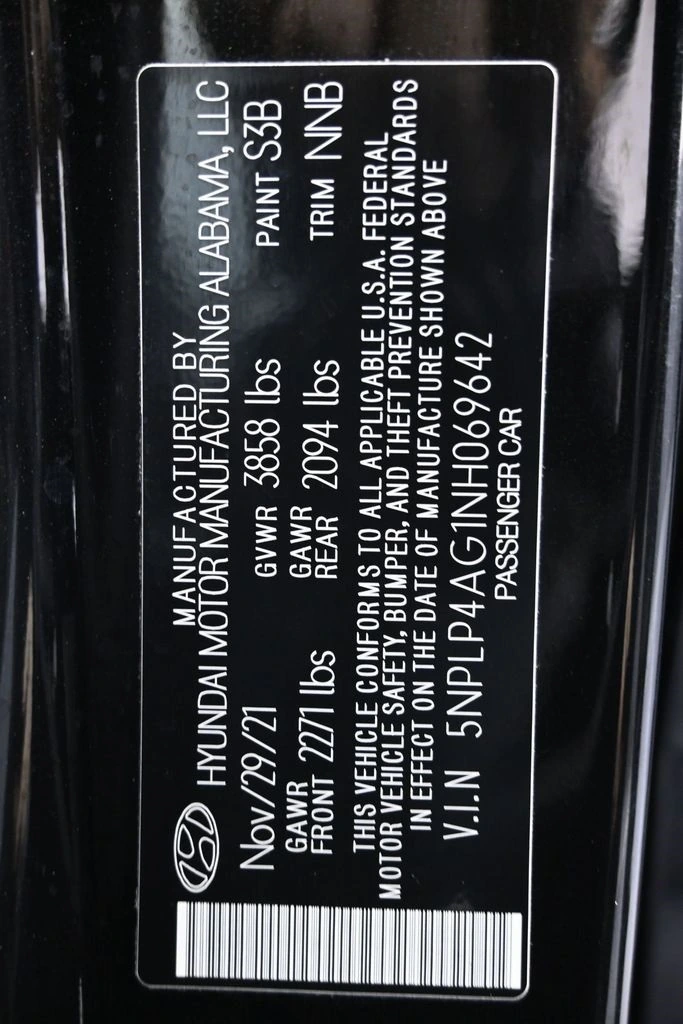 MANUFACTURED BY
HYUNDAI MOTOR MANUFACTURING ALABAMA, LLC
Nov/29/21 GVWR 3858 lbs PAINT S3B
GAWR FRONT 2271 lbs GAWR REAR 2094 lbs TRIM NNB
THIS VEHICLE CONFORMS TO ALL APPLICABLE U.S.A. FEDERAL
MOTOR VEHICLE SAFETY, BUMPER, AND THEFT PREVENTION STANDARDS
IN EFFECT ON THE DATE OF MANUFACTURE SHOWN ABOVE
V.I.N 5NPLP4AG1NH069642
PASSENGER CAR